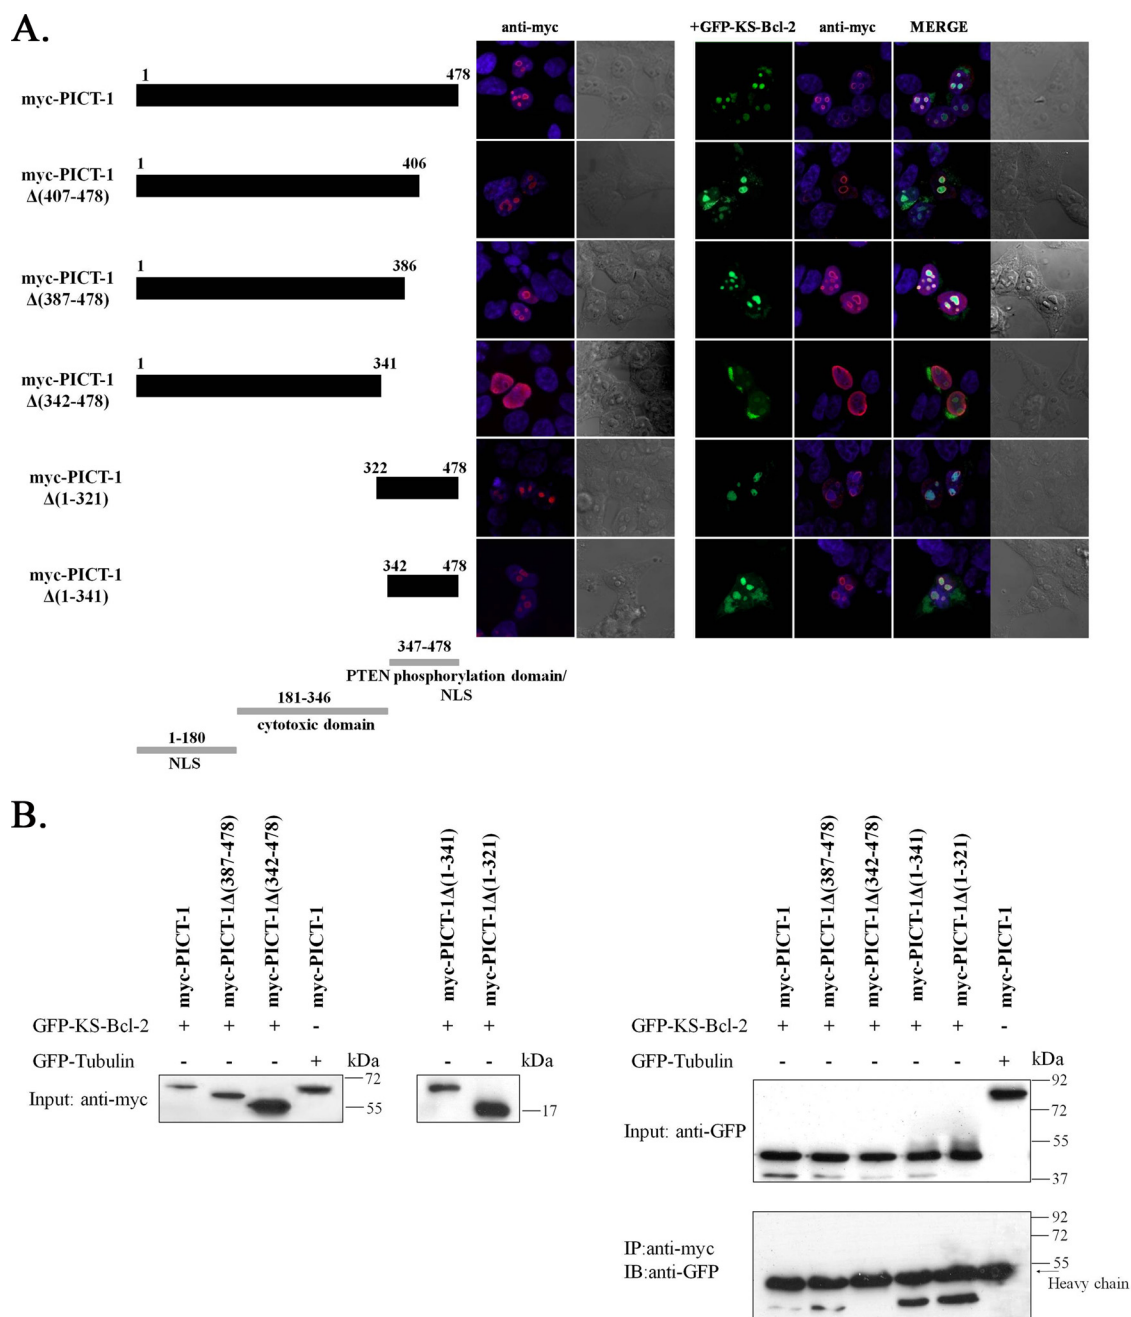 A.
anti-myc
+GFP-KS-Bcl-2 anti-myc MERGE
1 478
myc-PICT-1
1 406
myc-PICT-1
Δ(407-478)
1 386
myc-PICT-1
Δ(387-478)
1 341
myc-PICT-1
Δ(342-478)
322 478
myc-PICT-1
Δ(1-321)
342 478
myc-PICT-1
Δ(1-341)
347-478
PTEN phosphorylation domain/
NLS
181-346
cytotoxic domain
1-180
NLS
B.
myc-PICT-1
myc-PICT-1Δ(387-478)
myc-PICT-1Δ(342-478)
myc-PICT-1
GFP-KS-Bcl-2 + + + -
GFP-Tubulin - - - + kDa
Input: anti-myc
72
55
myc-PICT-1Δ(1-341)
myc-PICT-1Δ(1-321)
+ +
- - kDa
17
myc-PICT-1
myc-PICT-1Δ(387-478)
myc-PICT-1Δ(342-478)
myc-PICT-1Δ(1-341)
myc-PICT-1Δ(1-321)
myc-PICT-1
GFP-KS-Bcl-2 + + + + + -
GFP-Tubulin - - - - - + kDa
Input: anti-GFP
92
72
55
37
IP:anti-myc
IB:anti-GFP
92
72
55
Heavy chain